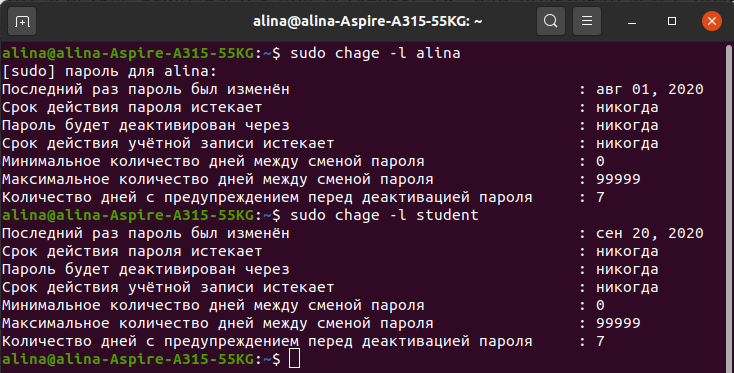 alina@alina-Aspire-A315-55KG: ~
alina@alina-Aspire-A315-55KG:~$ sudo chage -l alina
[sudo] пароль для alina:
Последний раз пароль был изменён : авг 01, 2020
Срок действия пароля истекает : никогда
Пароль будет деактивирован через : никогда
Срок действия учётной записи истекает : никогда
Минимальное количество дней между сменой пароля : 0
Максимальное количество дней между сменой пароля : 99999
Количество дней с предупреждением перед деактивацией пароля : 7
alina@alina-Aspire-A315-55KG:~$ sudo chage -l student
Последний раз пароль был изменён : сен 20, 2020
Срок действия пароля истекает : никогда
Пароль будет деактивирован через : никогда
Срок действия учётной записи истекает : никогда
Минимальное количество дней между сменой пароля : 0
Максимальное количество дней между сменой пароля : 99999
Количество дней с предупреждением перед деактивацией пароля : 7
alina@alina-Aspire-A315-55KG:~$